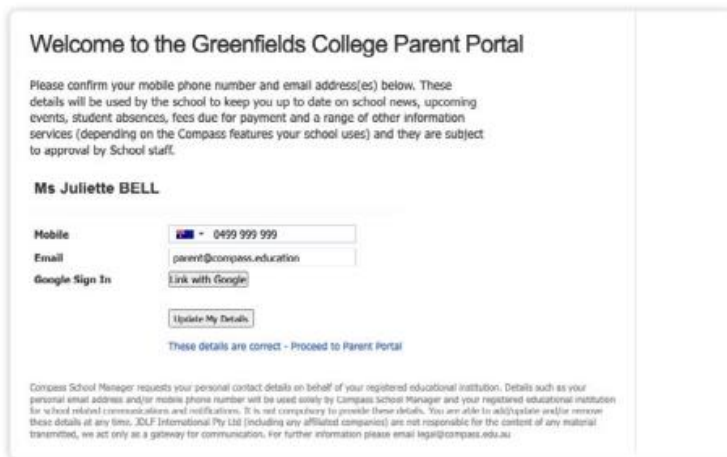 Welcome to the Greenfields College Parent Portal
Please confirm your mobile phone number and email address(es) below. These
details will be used by the school to keep you up to date on school news, upcoming
events, student absences, fees due for payment and a range of other information
services (depending on the Compass features your school uses) and they are subject
to approval by School staff.
Ms Juliette BELL
Mobile 0499 999 999
Email parent@compass.education
Google Sign In Link with Google
Update My Details
These details are correct - Proceed to Parent Portal
Compass School Manager requests your personal contact details on behalf of your registered educational institution. Details such as your
personal email address and/or mobile phone number will be used solely by Compass School Manager and your registered educational institution
for school related communications and notifications. It is not compulsory to provide these details. You are able to add/update and/or remove
these details at any time. JDLF International Pty Ltd (including any affiliated companies) are not responsible for the content of any material
transmitted, we act only as a gateway for communication. For further information please email legal@compass.edu.au